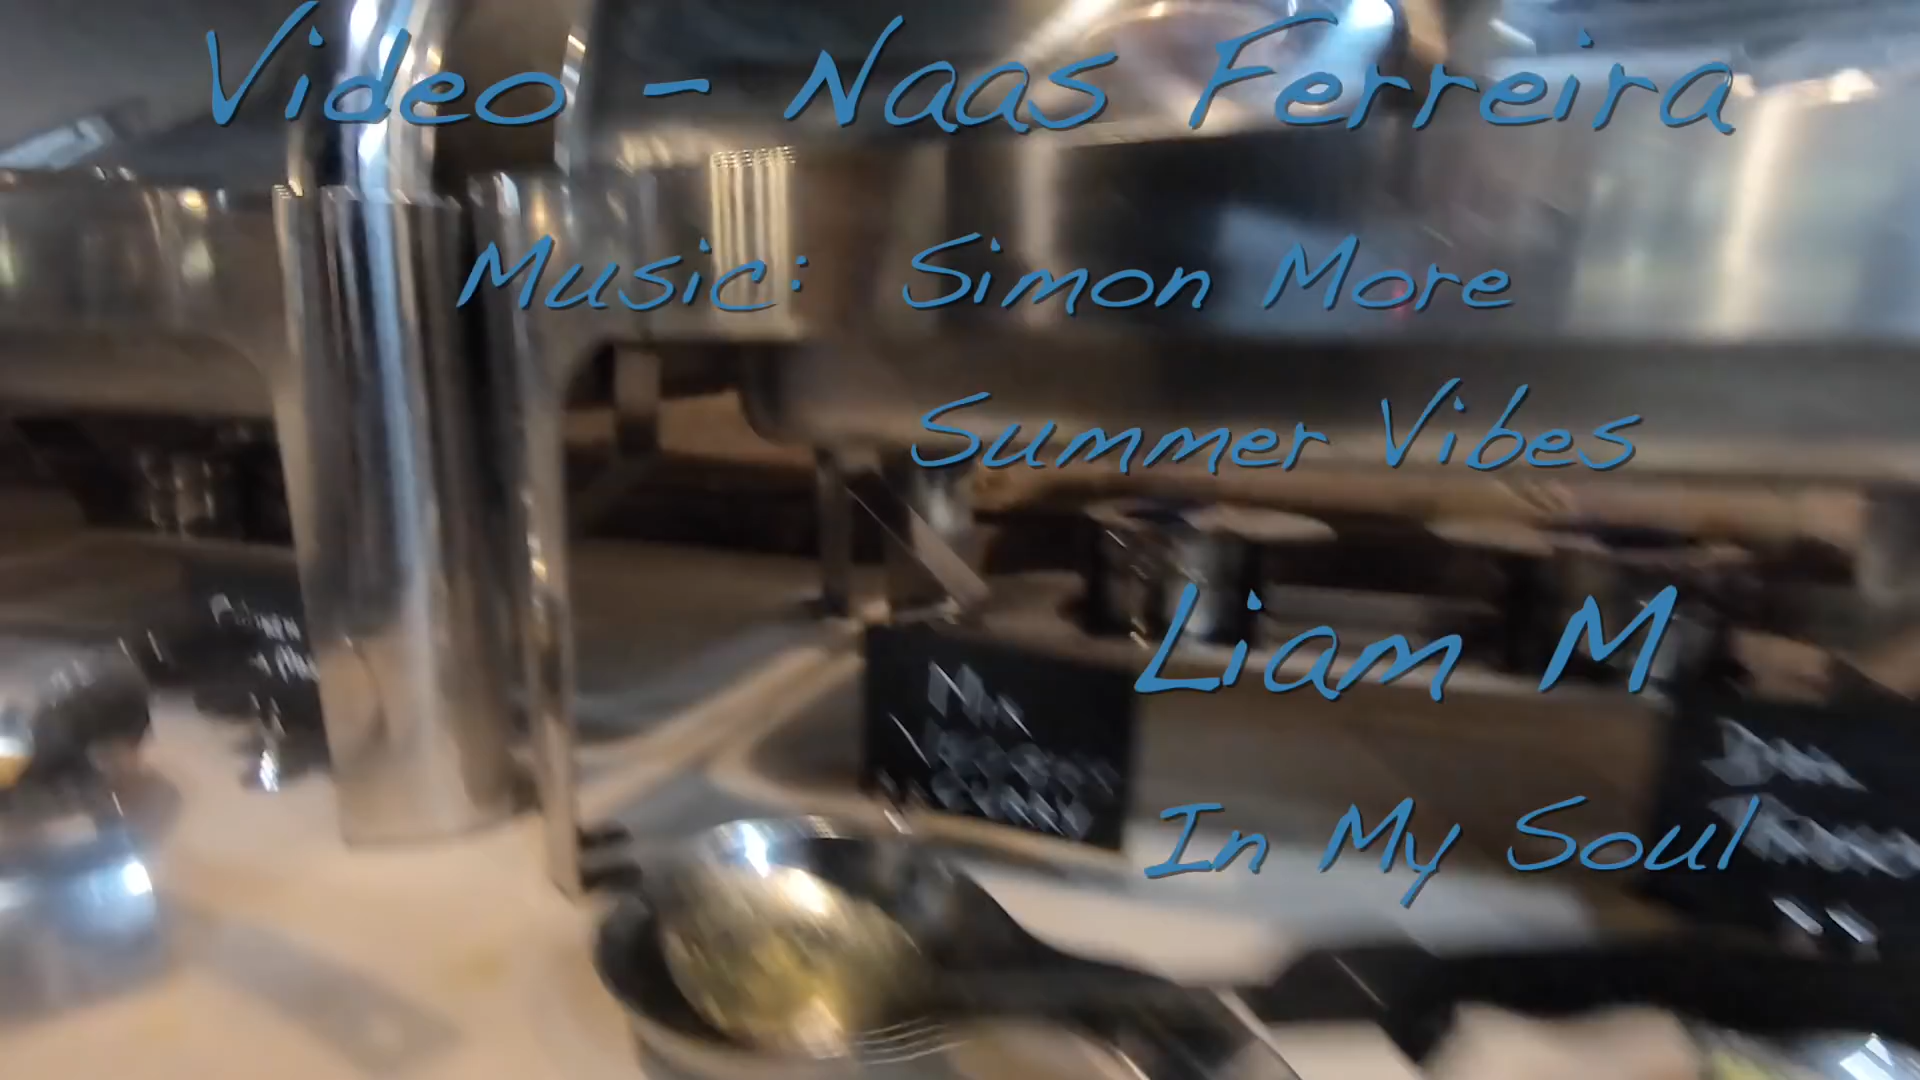 Video - Naas Ferreira
Music: Simon More
Summer Vibes
Liam M
In My Soul